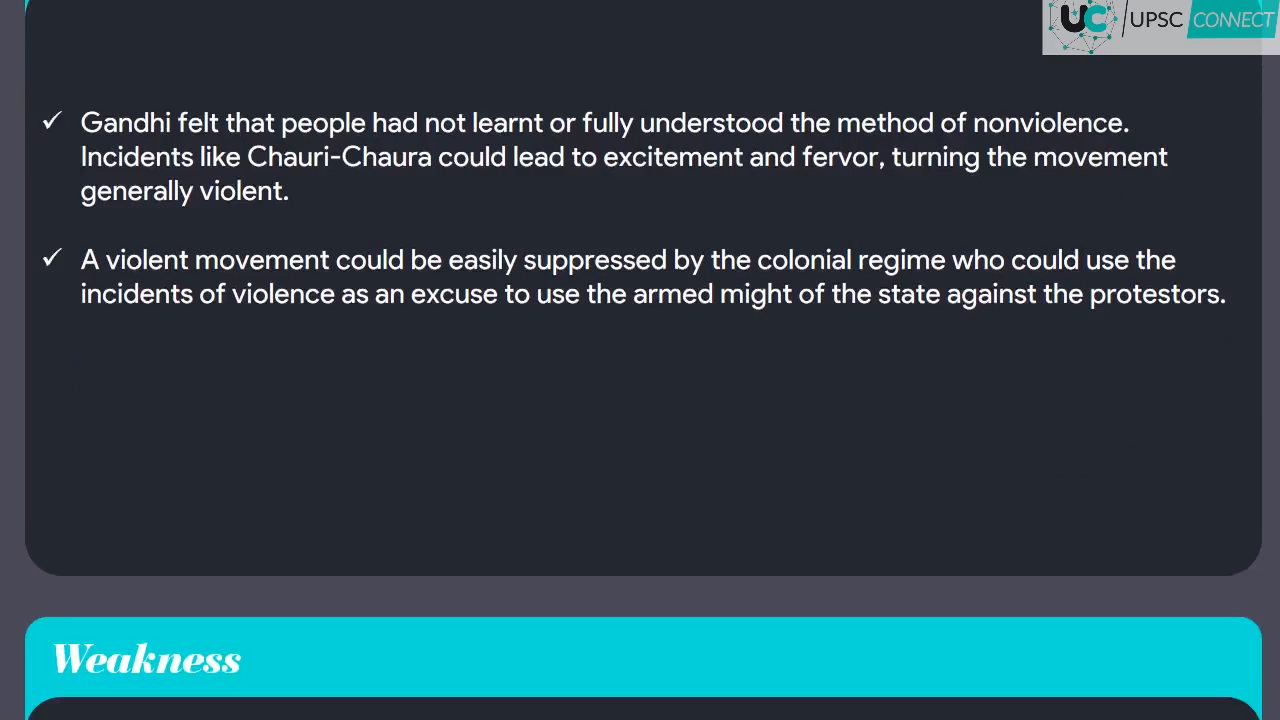 UC UPSC CONNECT
✓ Gandhi felt that people had not learnt or fully understood the method of nonviolence.
Incidents like Chauri-Chaura could lead to excitement and fervor, turning the movement
generally violent.
✓ A violent movement could be easily suppressed by the colonial regime who could use the
incidents of violence as an excuse to use the armed might of the state against the protestors.
Weakness